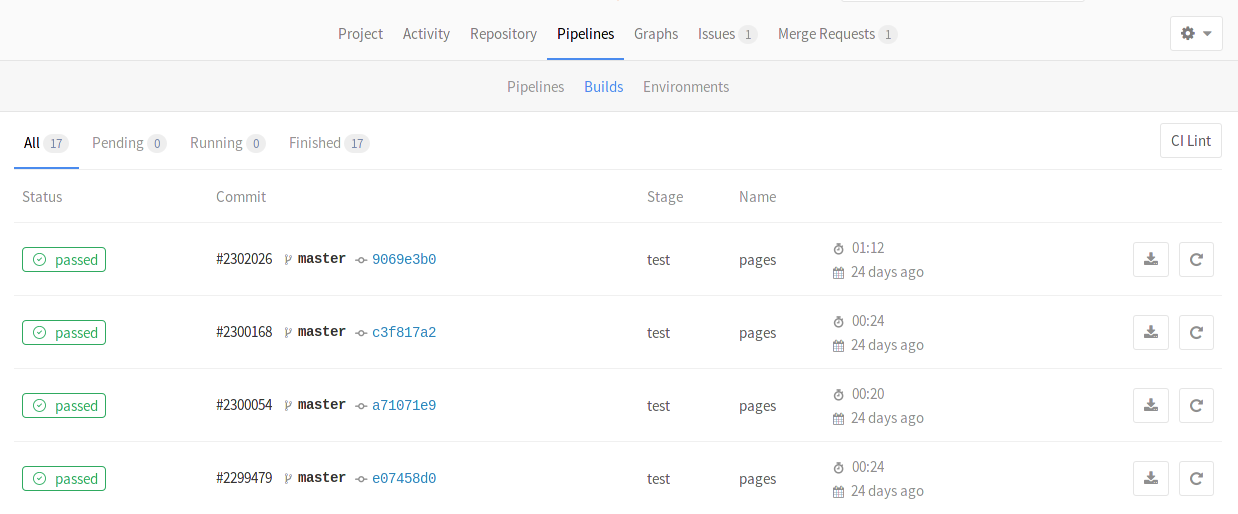 Project Activity Repository Pipelines Graphs Issues 1 Merge Requests 1
Pipelines Builds Environments
All 17 Pending 0 Running 0 Finished 17 CI Lint
Status Commit Stage Name
passed #2302026 master 9069e3b0 test pages 01:12
24 days ago
passed #2300168 master c3f817a2 test pages 00:24
24 days ago
passed #2300054 master a71071e9 test pages 00:20
24 days ago
passed #2299479 master e07458d0 test pages 00:24
24 days ago